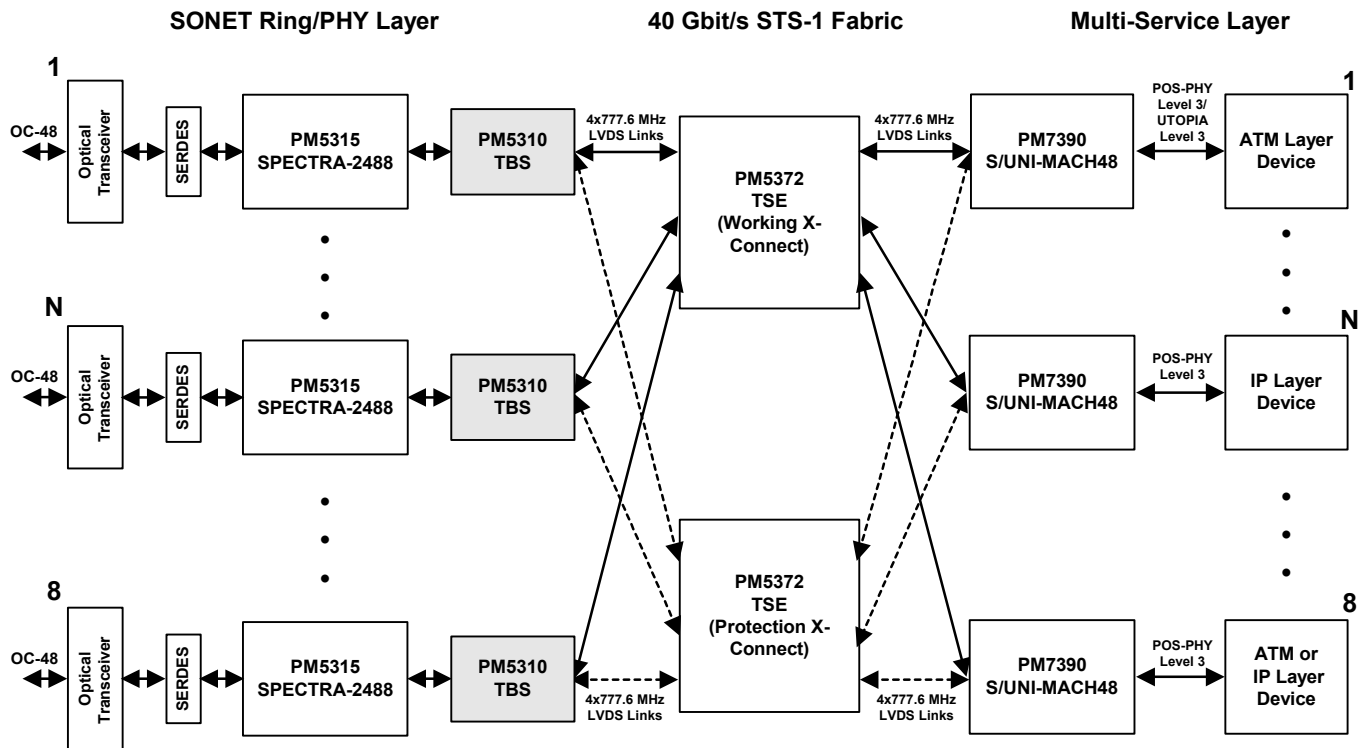 SONET Ring/PHY Layer
40 Gbit/s STS-1 Fabric
Multi-Service Layer
1
OC-48
Optical
Transceiver
SERDES
PM5315
SPECTRA-2488
PM5310
TBS
4x777.6 MHz
LVDS Links
PM5372
TSE
(Working X-
Connect)
4x777.6 MHz
LVDS Links
PM7390
S/UNI-MACH48
POS-PHY
Level 3/
UTOPIA
Level 3
1
ATM Layer
Device
N
OC-48
Optical
Transceiver
SERDES
PM5315
SPECTRA-2488
PM5310
TBS
PM7390
S/UNI-MACH48
POS-PHY
Level 3
N
IP Layer
Device
8
OC-48
Optical
Transceiver
SERDES
PM5315
SPECTRA-2488
PM5310
TBS
4x777.6 MHz
LVDS Links
PM5372
TSE
(Protection X-
Connect)
4x777.6 MHz
LVDS Links
PM7390
S/UNI-MACH48
POS-PHY
Level 3
8
ATM or
IP Layer
Device